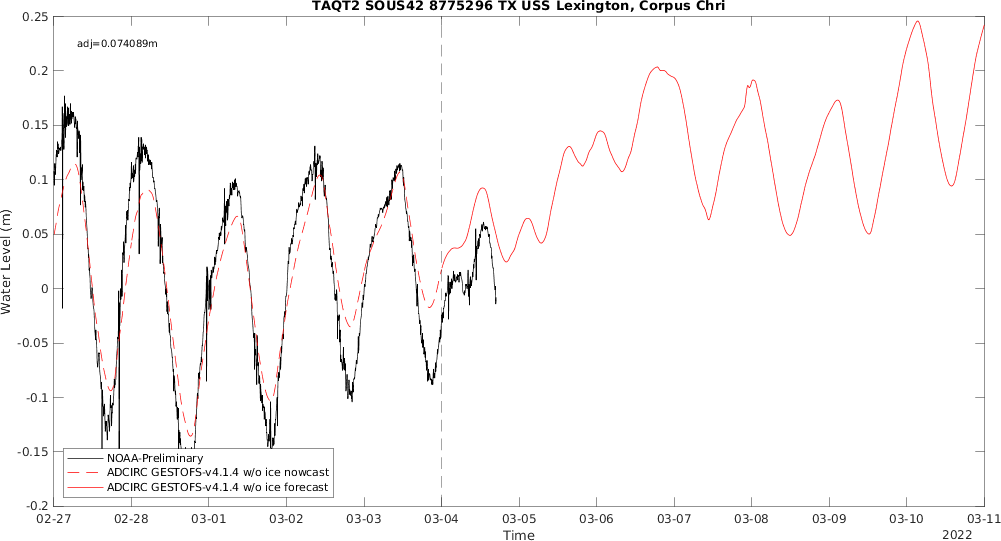 TAQT2 SOUS42 8775296 TX USS Lexington, Corpus Chri
adj=0.074089m
0.25
0.2
0.15
0.1
0.05
0
-0.05
-0.1
-0.15
-0.2
Water Level (m)
NOAA-Preliminary
ADCIRC GESTOFS-v4.1.4 w/o ice nowcast
ADCIRC GESTOFS-v4.1.4 w/o ice forecast
02-27 02-28 03-01 03-02 03-03 03-04 03-05 03-06 03-07 03-08 03-09 03-10 03-11
Time
2022